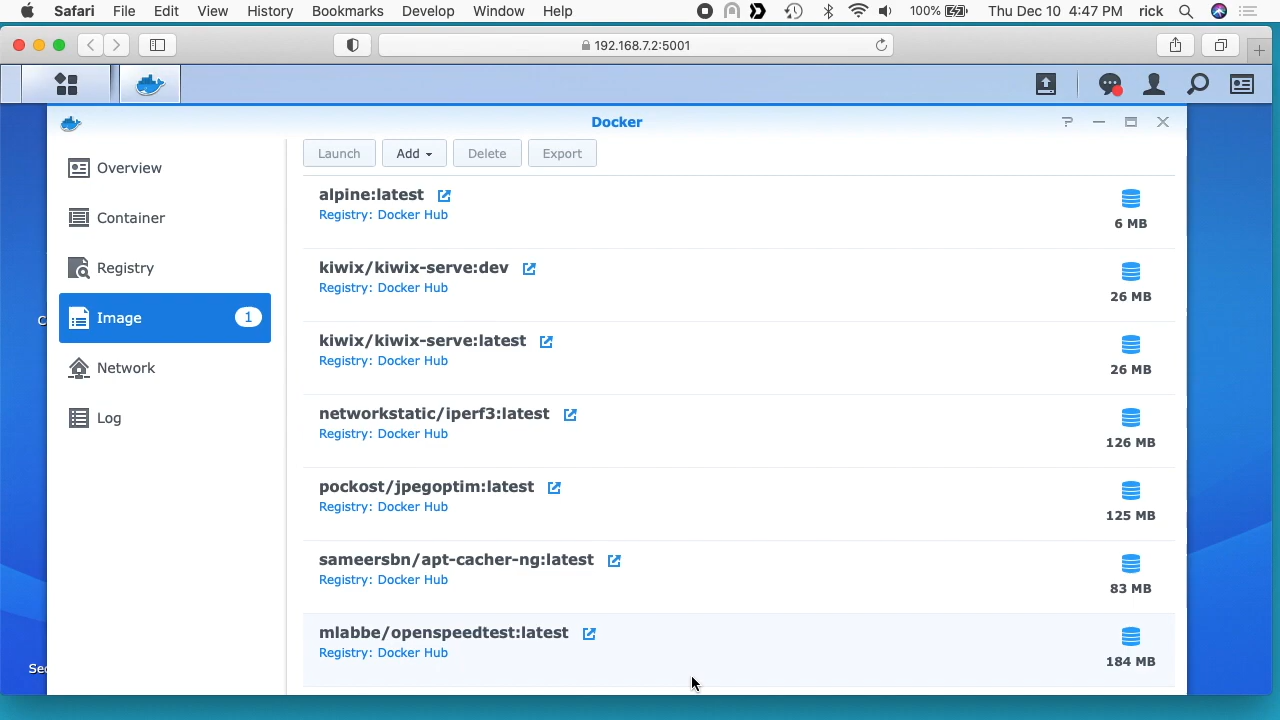 Safari File Edit View History Bookmarks Develop Window Help 100% Thu Dec 10 4:47 PM rick
192.168.7.2:5001
Docker
Overview
Container
Registry
Image 1
Network
Log
Launch Add Delete Export
alpine:latest
Registry: Docker Hub
6 MB
kiwix/kiwix-serve:dev
Registry: Docker Hub
26 MB
kiwix/kiwix-serve:latest
Registry: Docker Hub
26 MB
networkstatic/iperf3:latest
Registry: Docker Hub
126 MB
pockost/jpegoptim:latest
Registry: Docker Hub
125 MB
sameersbn/apt-cacher-ng:latest
Registry: Docker Hub
83 MB
mlabbe/openspeedtest:latest
Registry: Docker Hub
184 MB